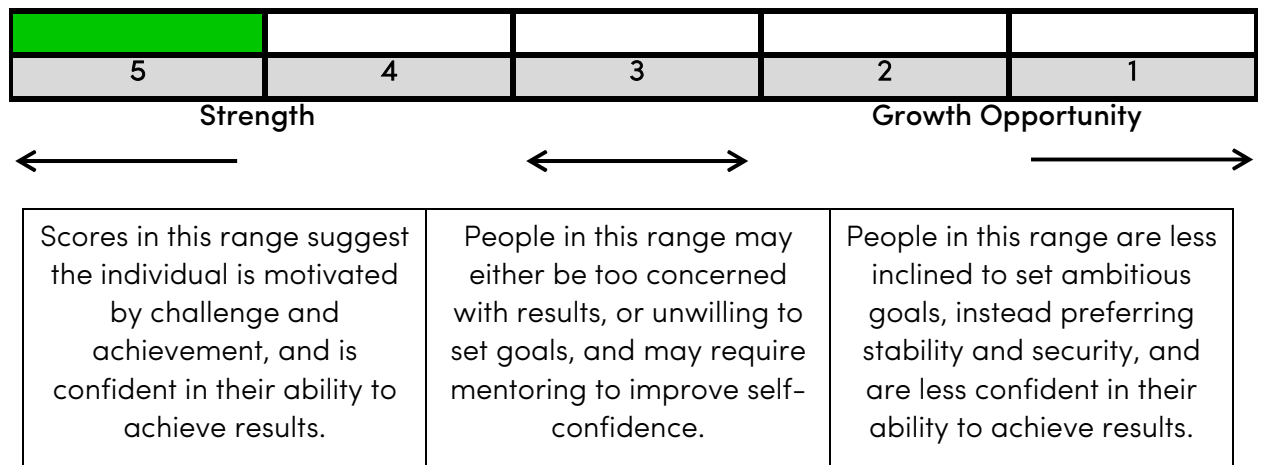 5 4 3 2 1
Strength Growth Opportunity
Scores in this range suggest
the individual is motivated
by challenge and
achievement, and is
confident in their ability to
achieve results.
People in this range may
either be too concerned
with results, or unwilling to
set goals, and may require
mentoring to improve self-
confidence.
People in this range are less
inclined to set ambitious
goals, instead preferring
stability and security, and
are less confident in their
ability to achieve results.